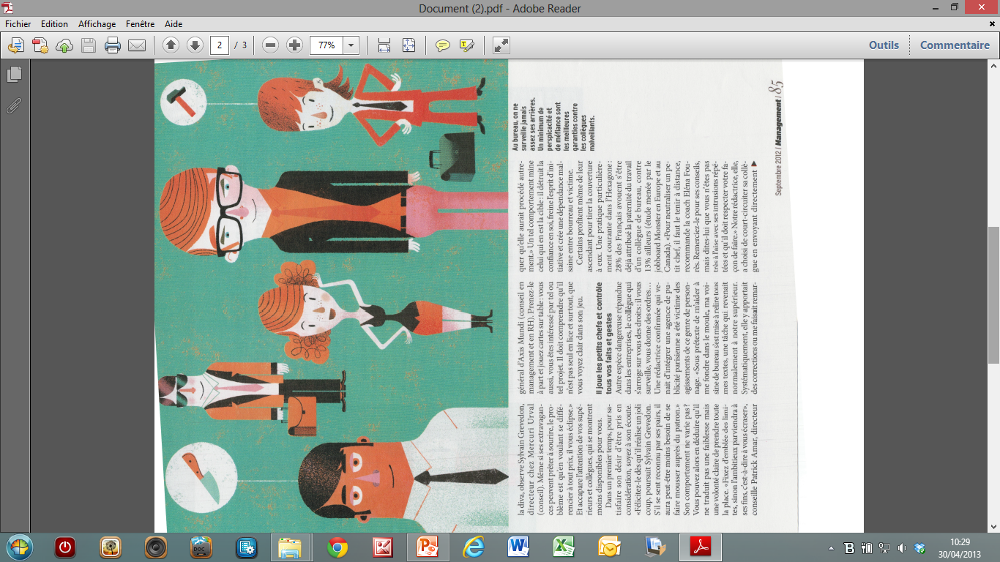 Document (2).pdf - Adobe Reader
Fichier Edition Affichage Fenêtre Aide
2 / 3
77%
Outils
Commentaire
la diva, observe Sylvain Grevedon,
directeur chez Mercuri Urval
(conseil). Même si ses extravagan-
ces peuvent prêter à sourire, le pro-
blème est qu'en voulant se diffé-
rencier à tout prix, il vous éclipse.»
Et accapare l'attention de vos supé-
rieurs et collègues, qui se montrent
moins disponibles pour vous.
Dans un premier temps, pour sa-
tisfaire son désir d'être pris en
considération, soyez à son écoute.
«Félicitez-le dès qu'il réalise un joli
coup, poursuit Sylvain Grevedon.
S'il se sent reconnu par ses pairs, il
aura peut-être moins besoin de se
faire mousser auprès du patron.»
Son comportement ne varie pas?
Vous pouvez alors en déduire qu'il
ne traduit pas une faiblesse mais
une volonté claire de prendre toute
la place. «Fixez d'emblée des limi-
tes, sinon l'ambitieux parviendra à
ses fins, c'est-à-dire à vous écraser»,
conseille Patrick Amar, directeur
général d'Axis Mundi (conseil en
management et en RH). Prenez-le
à part et jouez cartes sur table: vous
aussi, vous êtes intéressé par tel ou
tel projet. Il doit comprendre qu'il
n'est pas seul en lice et surtout, que
vous voyez clair dans son jeu.
Il joue les petits chefs et contrôle
tous vos faits et gestes
Autre espèce dangereuse répandue
dans les entreprises, le collègue qui
s'arroge sur vous des droits: il vous
surveille, vous donne des ordres…
Une rédactrice confirmée qui ve-
nait d'intégrer une agence de pu-
blicité parisienne a été victime des
agissements de ce genre de person-
nage. «Sous prétexte de m'aider à
me fondre dans le moule, ma voi-
sine de bureau s'est mise à relire tous
mes textes, une tâche qui revenait
normalement à notre supérieur.
Systématiquement, elle y apportait
des corrections ou me faisait remar-
quer qu'elle aurait procédé autre-
ment.» Un tel comportement mine
celui qui en est la cible: il détruit la
confiance en soi, freine l'esprit d'ini-
tiative et crée une dépendance mal-
saine entre bourreau et victime.
Certains profitent même de leur
ascendant pour tirer la couverture
à eux. Une pratique particulière-
ment courante dans l'Hexagone:
28% des Français avouent s'être
déjà attribué la paternité du travail
d'un collègue de bureau, contre
13% ailleurs (étude menée par le
jobboard Monster en Europe et au
Canada). «Pour neutraliser un pe-
tit chef, il faut le tenir à distance,
recommande la coach Eléna Fou-
rès. Remerciez-le pour ses conseils,
mais dites-lui que vous n'êtes pas
très à l'aise avec ses intrusions répé-
tées et qu'il doit respecter votre fa-
çon de faire.» Notre rédactrice, elle,
a choisi de court-circuiter sa collè-
gue en envoyant directement
Au bureau, on ne
surveille jamais
assez ses arrières.
Un minimum de
perspicacité et
de méfiance sont
les meilleures
garanties contre
les collègues
malveillants.
Septembre 2012 / Management / 85
10:29
30/04/2013